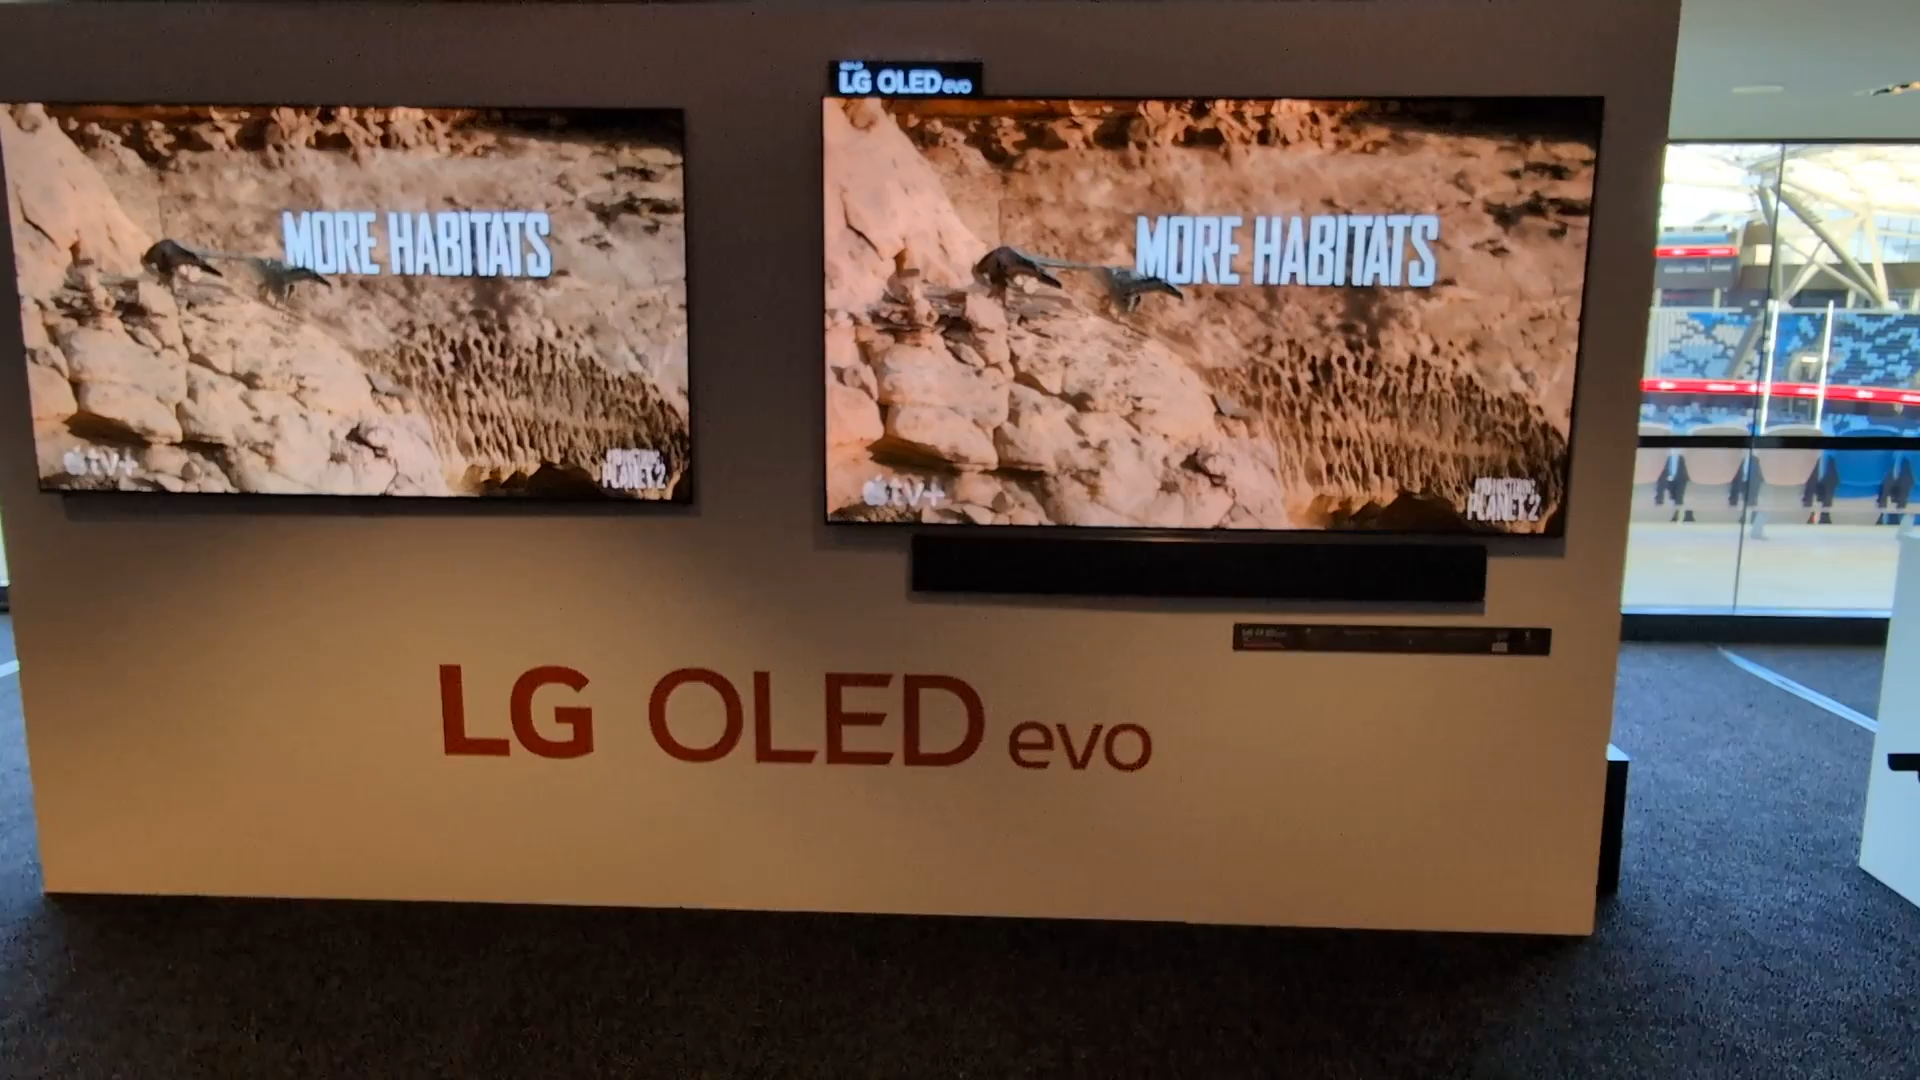 LG OLED evo
MORE HABITATS
MORE HABITATS
tv+
PLANET 2
tv+
PLANET 2
LG OLED evo